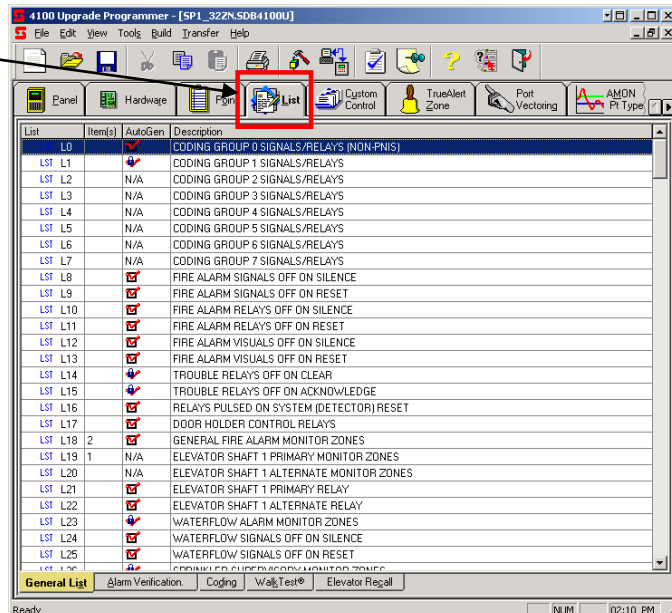 4100 Upgrade Programmer - [SP1_32ZN.SDB4100U]
File Edit View Tools Build Transfer Help
Panel Hardware Point List Custom Control TrueAlert Zone Port Vectoring AMON Pt Type
List Item(s) AutoGen Description
LST L0 CODING GROUP 0 SIGNALS/RELAYS (NON-PNIS)
LST L1 CODING GROUP 1 SIGNALS/RELAYS
LST L2 N/A CODING GROUP 2 SIGNALS/RELAYS
LST L3 N/A CODING GROUP 3 SIGNALS/RELAYS
LST L4 N/A CODING GROUP 4 SIGNALS/RELAYS
LST L5 N/A CODING GROUP 5 SIGNALS/RELAYS
LST L6 N/A CODING GROUP 6 SIGNALS/RELAYS
LST L7 N/A CODING GROUP 7 SIGNALS/RELAYS
LST L8 FIRE ALARM SIGNALS OFF ON SILENCE
LST L9 FIRE ALARM SIGNALS OFF ON RESET
LST L10 FIRE ALARM RELAYS OFF ON SILENCE
LST L11 FIRE ALARM RELAYS OFF ON RESET
LST L12 FIRE ALARM VISUALS OFF ON SILENCE
LST L13 FIRE ALARM VISUALS OFF ON RESET
LST L14 TROUBLE RELAYS OFF ON CLEAR
LST L15 TROUBLE RELAYS OFF ON ACKNOWLEDGE
LST L16 RELAYS PULSED ON SYSTEM (DETECTOR) RESET
LST L17 DOOR HOLDER CONTROL RELAYS
LST L18 2 GENERAL FIRE ALARM MONITOR ZONES
LST L19 1 N/A ELEVATOR SHAFT 1 PRIMARY MONITOR ZONES
LST L20 N/A ELEVATOR SHAFT 1 ALTERNATE MONITOR ZONES
LST L21 ELEVATOR SHAFT 1 PRIMARY RELAY
LST L22 ELEVATOR SHAFT 1 ALTERNATE RELAY
LST L23 WATERFLOW ALARM MONITOR ZONES
LST L24 WATERFLOW SIGNALS OFF ON SILENCE
LST L25 WATERFLOW SIGNALS OFF ON RESET
LST L26 SPRINKLER SUPERVISORY MONITOR ZONES
General List Alarm Verification. Coding WalkTest® Elevator Recall
Ready NUM 02:10 PM